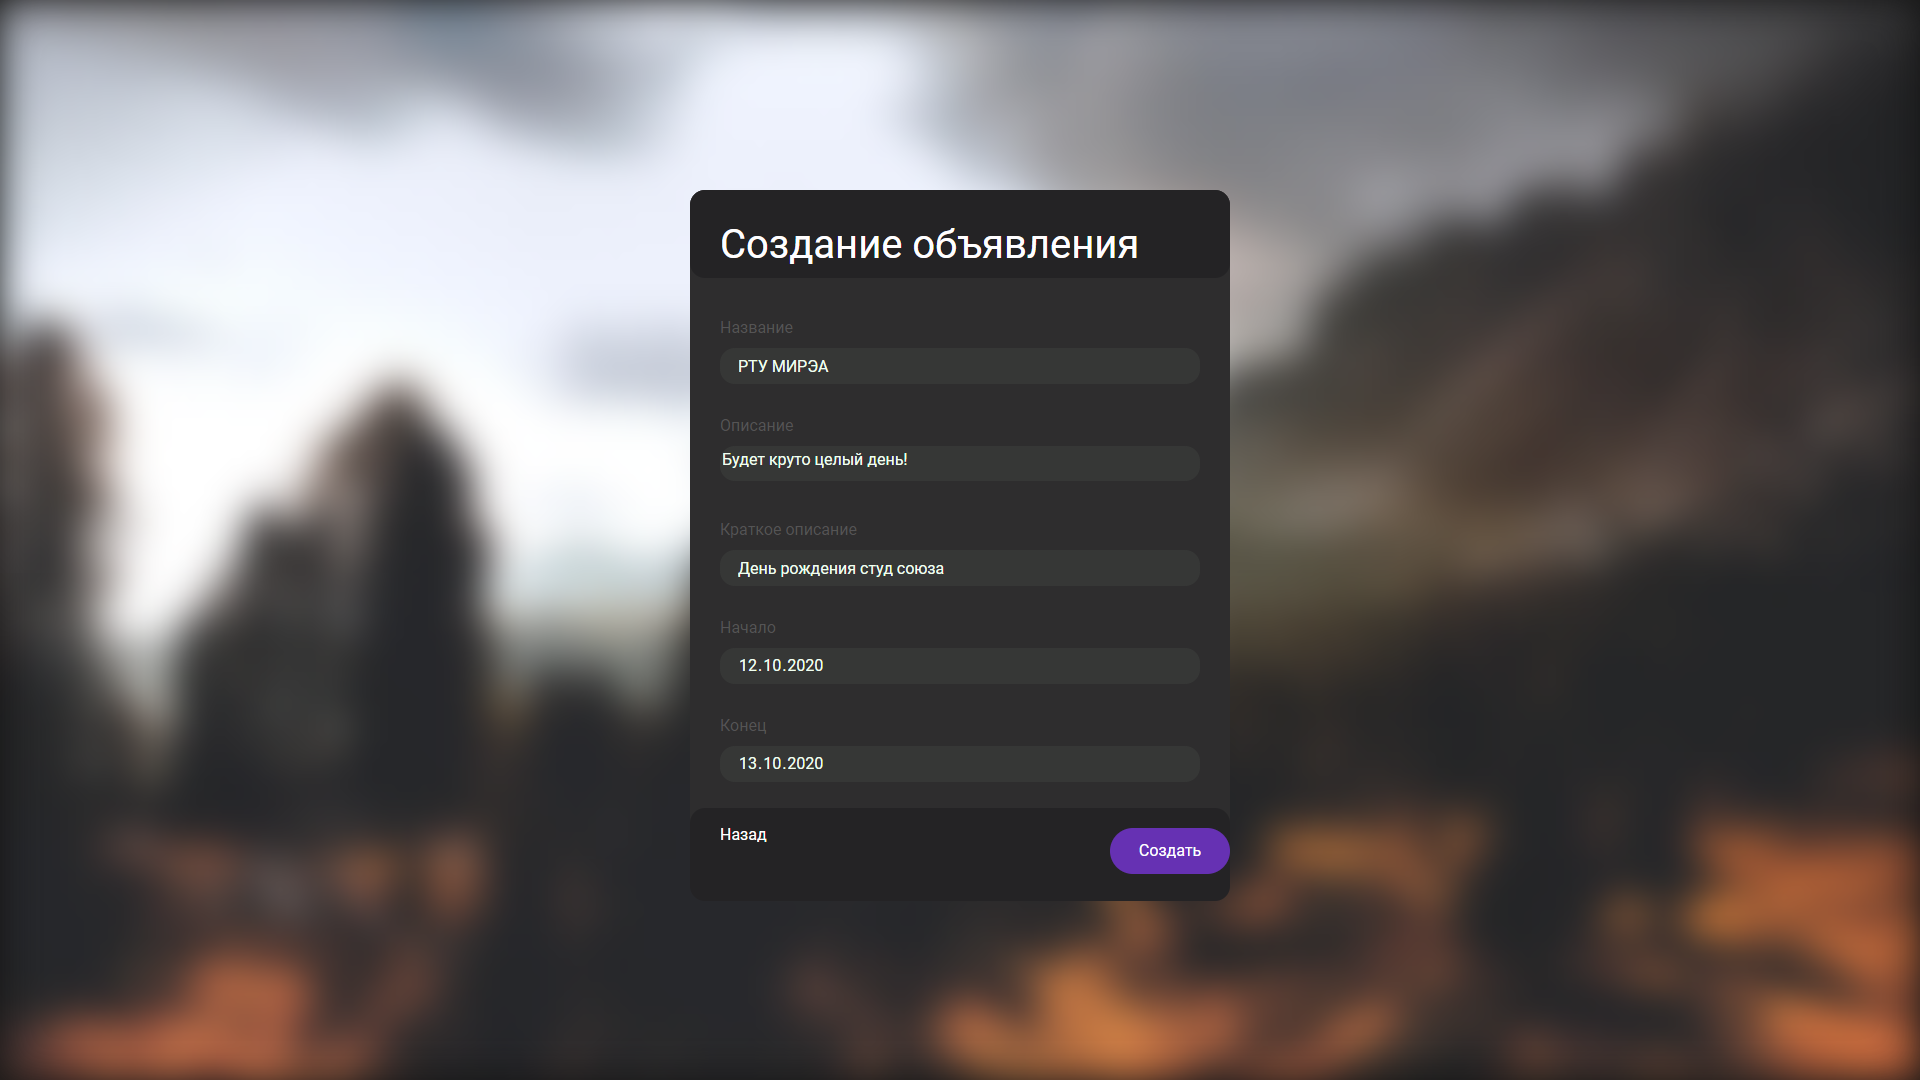 Создание объявления
Название
РТУ МИРЭА
Описание
Будет круто целый день!
Краткое описание
День рождения студ союза
Начало
12.10.2020
Конец
13.10.2020
Назад
Создать